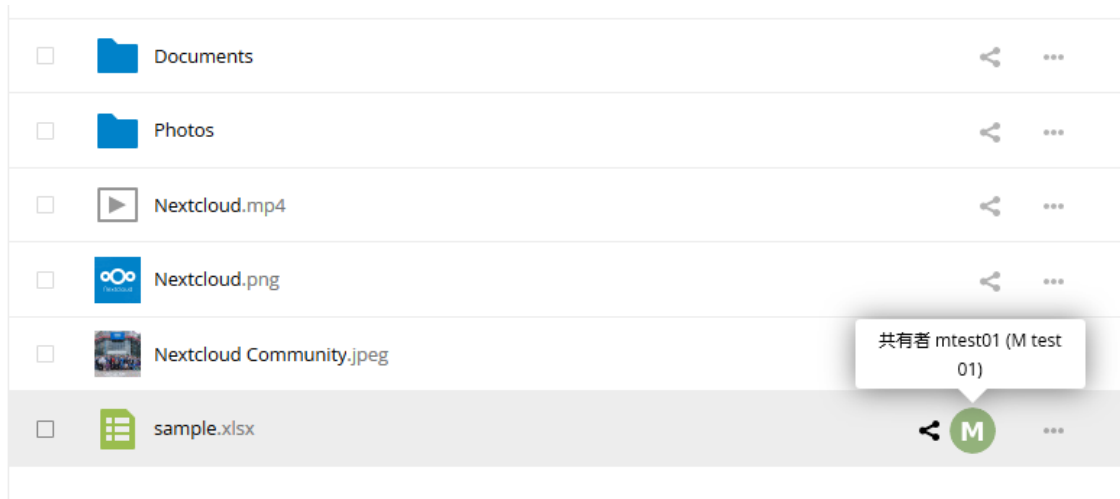 Documents
Photos
Nextcloud.mp4
Nextcloud.png
Nextcloud Community.jpeg
共有者 mtest01 (M test
01)
sample.xlsx
M